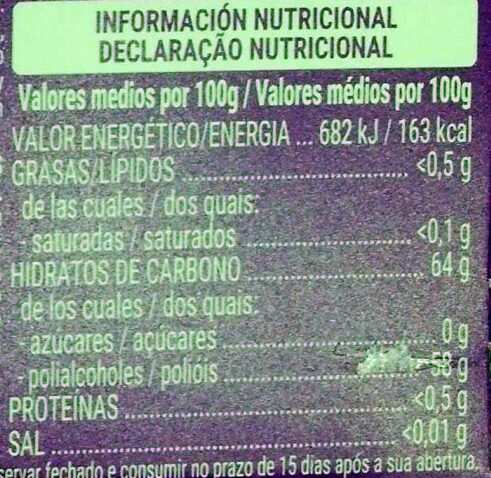 INFORMACIÓN NUTRICIONAL
DECLARAÇÃO NUTRICIONAL
Valores medios por 100g / Valores médios por 100g
VALOR ENERGÉTICO/ENERGIA ... 682 kJ / 163 kcal
GRASAS/LÍPIDOS ........................................ <0,5 g
de las cuales / dos quais:
- saturadas / saturados ............................... <0,1 g
HIDRATOS DE CARBONO ............................ 64 g
de los cuales / dos quais:
- azúcares / açúcares ....................................... 0 g
- polialcoholes / polióis .............................. 58 g
PROTEINAS ................................................ <0,5 g
SAL .......................................................... <0,01 g
servar fechado e consumir no prazo de 15 dias após a sua abertura.